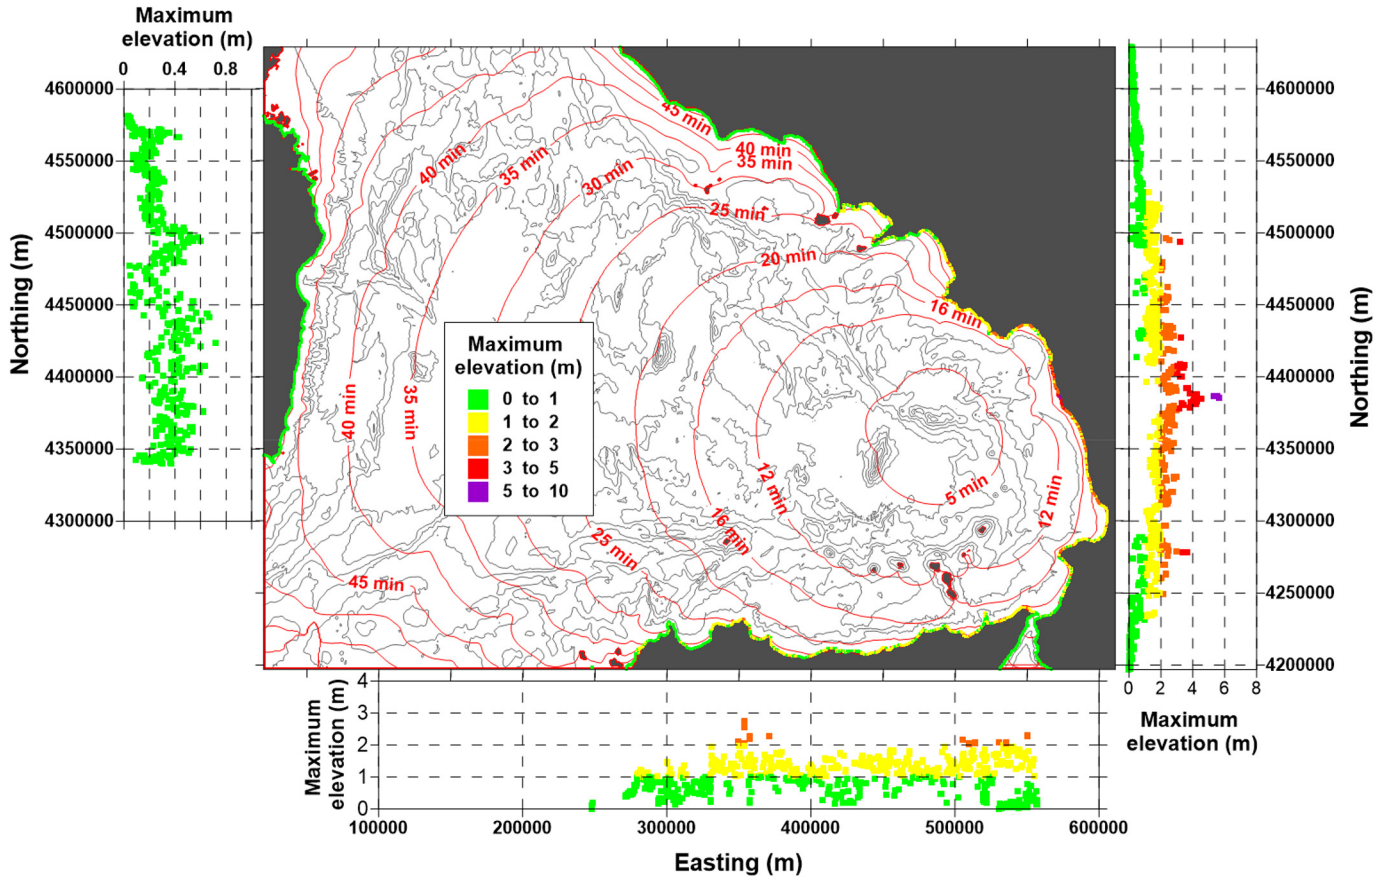 Maximum
elevation (m)
0 0.4 0.8
4600000
4550000
4500000
4450000
4400000
4350000
4300000
Northing (m)
45 min
40 min
35 min
40 min
35 min
30 min
25 min
20 min
16 min
40 min
35 min
12 min
5 min
12 min
16 min
25 min
45 min
Maximum
elevation (m)
0 to 1
1 to 2
2 to 3
3 to 5
5 to 10
4600000
4550000
4500000
4450000
4400000
4350000
4300000
4250000
4200000
Northing (m)
0 2 4 6 8
Maximum
elevation (m)
4
3
2
1
0
Maximum
elevation (m)
100000 200000 300000 400000 500000 600000
Easting (m)